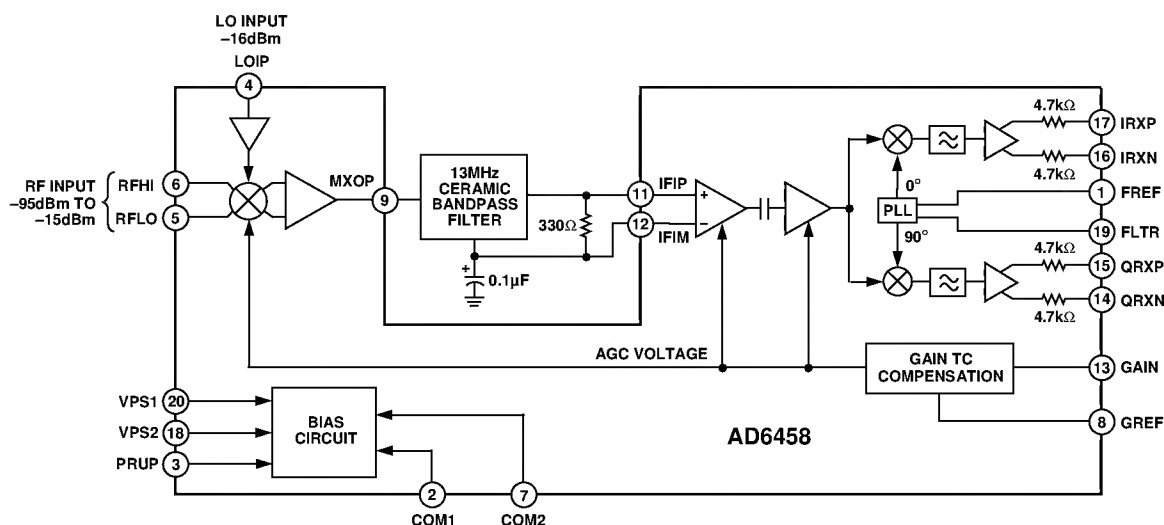 LO INPUT
–16dBm
LOIP
4
RF INPUT
–95dBm TO
–15dBm
RFHI
6
RFLO
5
MXOP
9
13MHz
CERAMIC
BANDPASS
FILTER
330Ω
+
0.1μF
11
IFIP
12
IFIM
+
–
0°
PLL
90°
4.7kΩ
17
IRXP
16
IRXN
4.7kΩ
1
FREF
19
FLTR
4.7kΩ
15
QRXP
14
QRXN
4.7kΩ
AGC VOLTAGE
GAIN TC
COMPENSATION
13
GAIN
8
GREF
VPS1
20
VPS2
18
PRUP
3
BIAS
CIRCUIT
AD6458
2
COM1
7
COM2